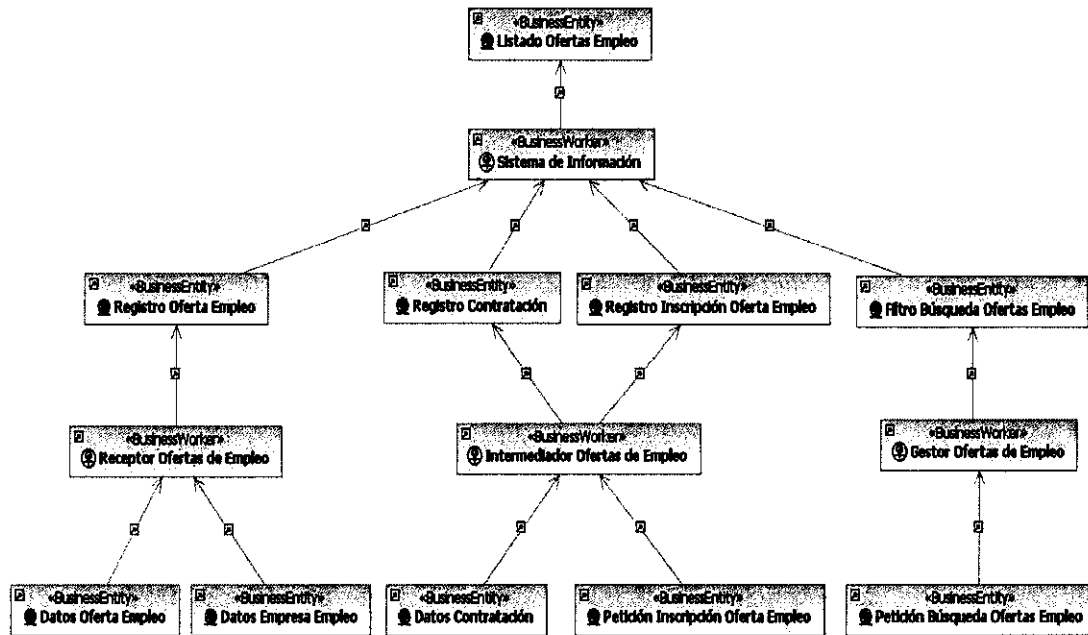 «BusinessEntity»
Listado Ofertas Empleo
«BusinessWorker»
Sistema de Información
«BusinessEntity»
Registro Oferta Empleo
«BusinessEntity»
Registro Contratación
«BusinessEntity»
Registro Inscripción Oferta Empleo
«BusinessEntity»
Filtro Búsqueda Ofertas Empleo
«BusinessWorker»
Receptor Ofertas de Empleo
«BusinessWorker»
Intermediador Ofertas de Empleo
«BusinessWorker»
Gestor Ofertas de Empleo
«BusinessEntity»
Datos Oferta Empleo
«BusinessEntity»
Datos Empresa Empleo
«BusinessEntity»
Datos Contratación
«BusinessEntity»
Petición Inscripción Oferta Empleo
«BusinessEntity»
Petición Búsqueda Ofertas Empleo